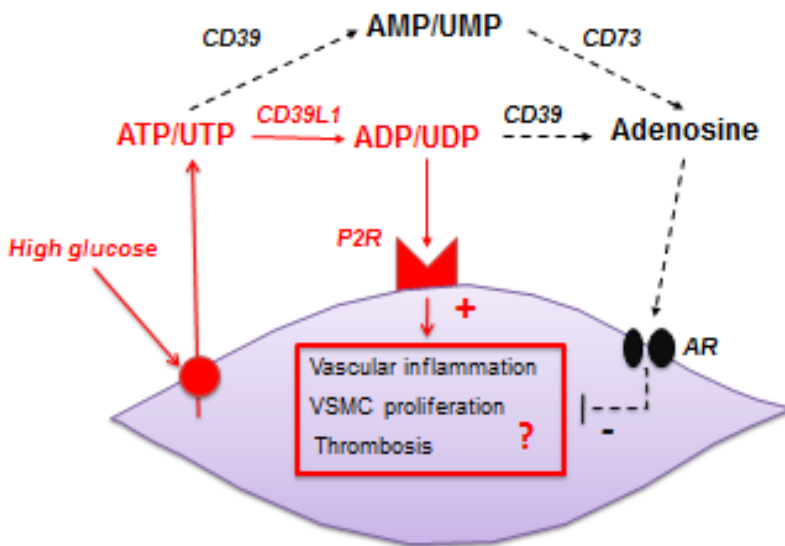 AMP/UMP
CD39
CD73
ATP/UTP
CD39L1
ADP/UDP
CD39
Adenosine
High glucose
P2R
+
AR
Vascular inflammation
VSMC proliferation
Thrombosis ?
-